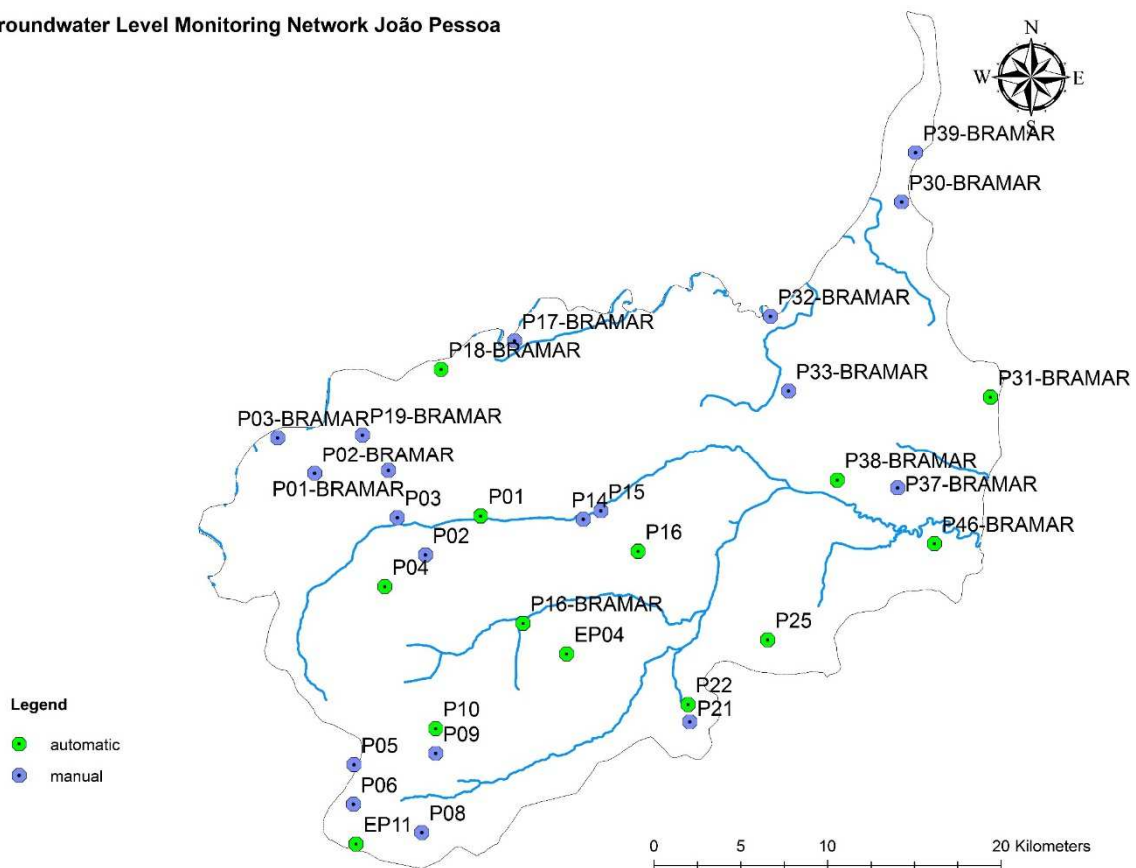 roundwater Level Monitoring Network João Pessoa
N
W E
S
P39-BRAMAR
P30-BRAMAR
P32-BRAMAR
P17-BRAMAR
P18-BRAMAR
P33-BRAMAR
P31-BRAMAR
P03-BRAMAR
P19-BRAMAR
P02-BRAMAR
P01-BRAMAR
P38-BRAMAR
P37-BRAMAR
P03
P01
P14
P15
P46-BRAMAR
P02
P16
P04
P16-BRAMAR
EP04
P25
P22
P21
P10
P09
P05
P06
P08
EP11
Legend
automatic
manual
0 5 10 20 Kilometers